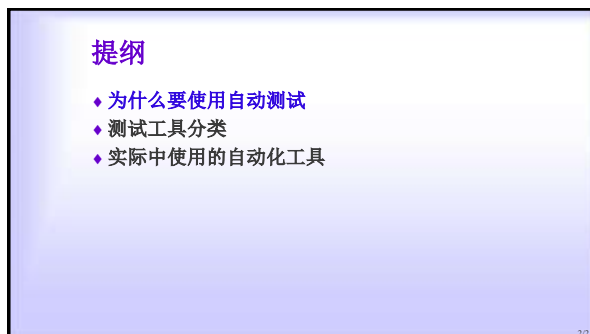 提纲
为什么要使用自动测试
测试工具分类
实际中使用的自动化工具